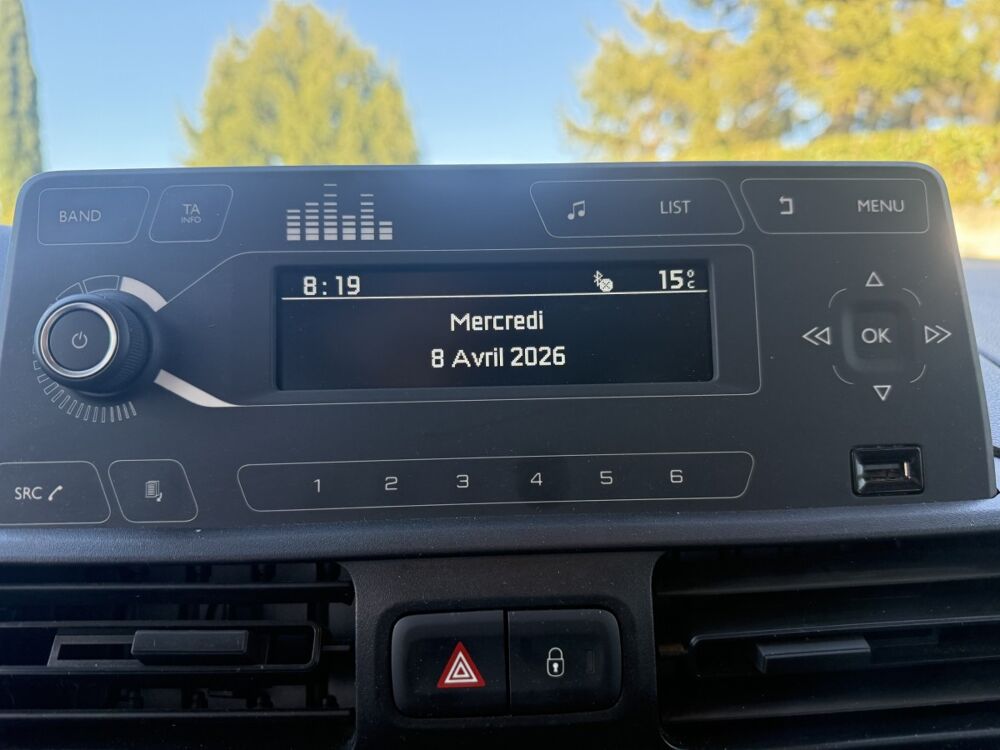 BAND
TA
INFO
LIST
MENU
8:19
15°C
Mercredi
8 Avril 2026
OK
SRC
1 2 3 4 5 6